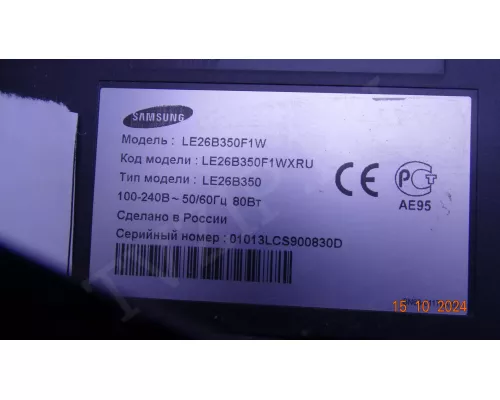 SAMSUNG
Модель : LE26B350F1W
Код модели : LE26B350F1WXRU
Тип модели : LE26B350
100-240В ~ 50/60Гц 80Вт
Сделано в России
Серийный номер : 01013LCS900830D
CE
РСТ
AE95
15 10 2024